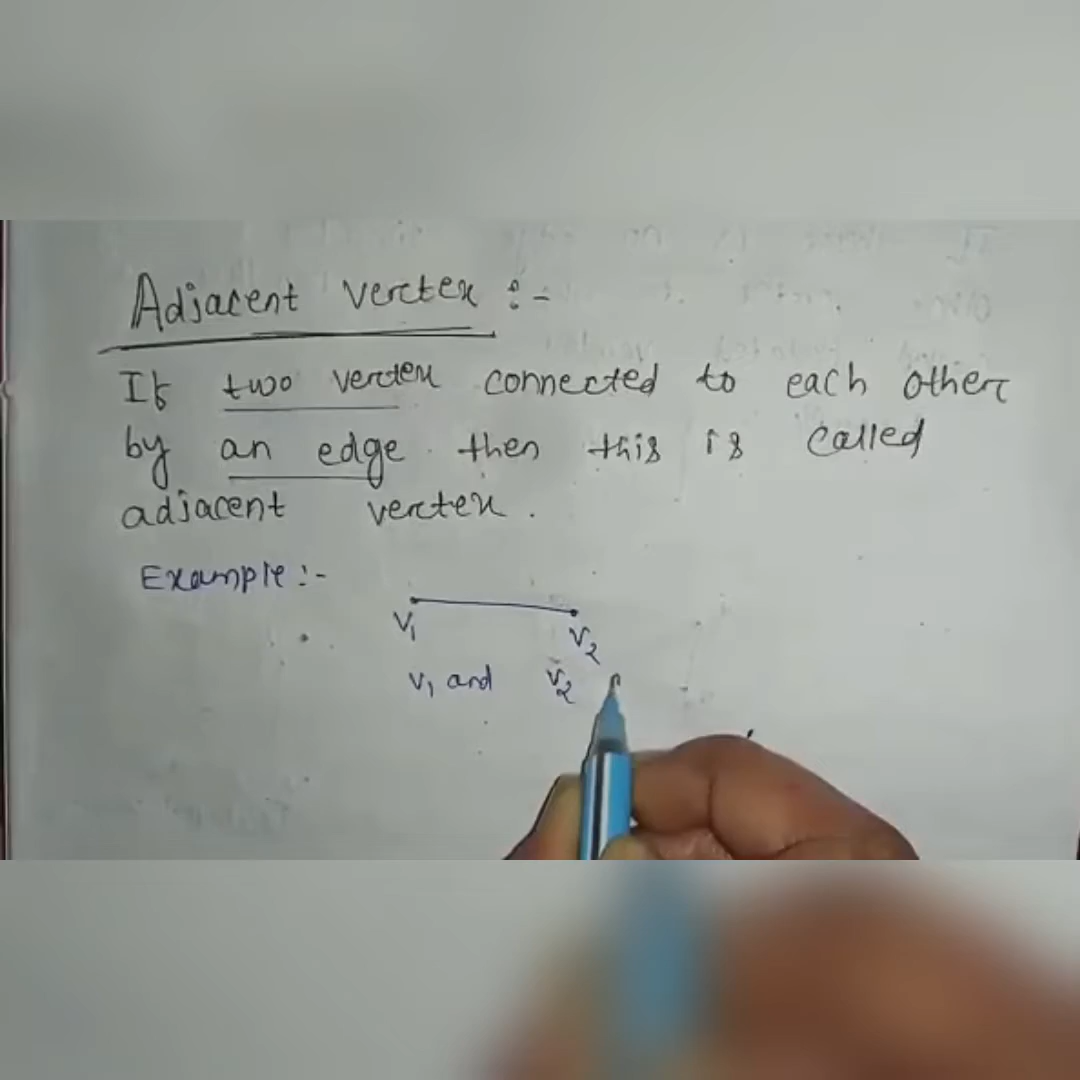 Adjacent vertex :-
If two vertex connected to each other
by an edge then this is called
adjacent vertex.
Example :-
V1 V2
V1 and V2